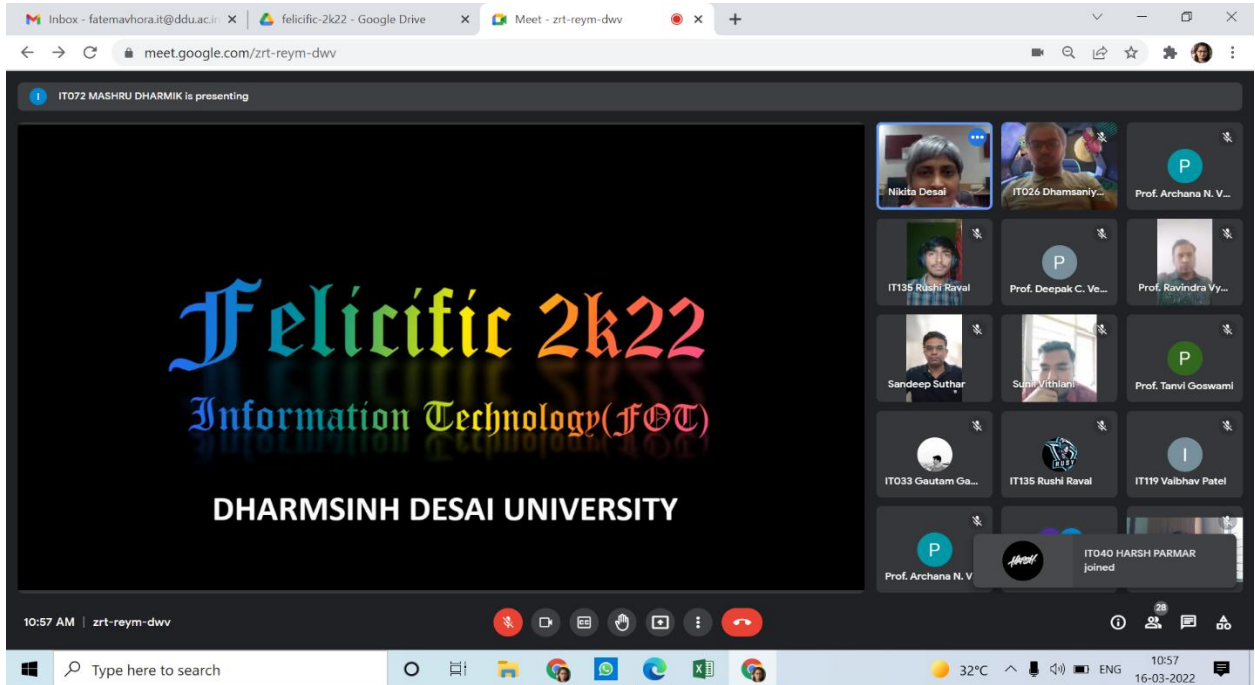 Inbox - fatemavhora.it@ddu.ac.in
felicific-2k22 - Google Drive
Meet - zrt-reym-dwv
meet.google.com/zrt-reym-dwv
I
IT072 MASHRU DHARMIK is presenting
Felicific 2k22
Information Technology(FOT)
DHARMSINH DESAI UNIVERSITY
Nikita Desai
IT026 Dhamsaniy...
P
Prof. Archana N. V...
IT135 Rushi Raval
P
Prof. Deepak C. Ve...
Prof. Ravindra Vy...
Sandeep Suthar
Sunil Vithlani
P
Prof. Tanvi Goswami
IT033 Gautam Ga...
IT135 Rushi Raval
I
IT119 Vaibhav Patel
P
Prof. Archana N. V
HARSH
IT040 HARSH PARMAR
joined
10:57 AM | zrt-reym-dwv
28
Type here to search
32°C
ENG
10:57
16-03-2022